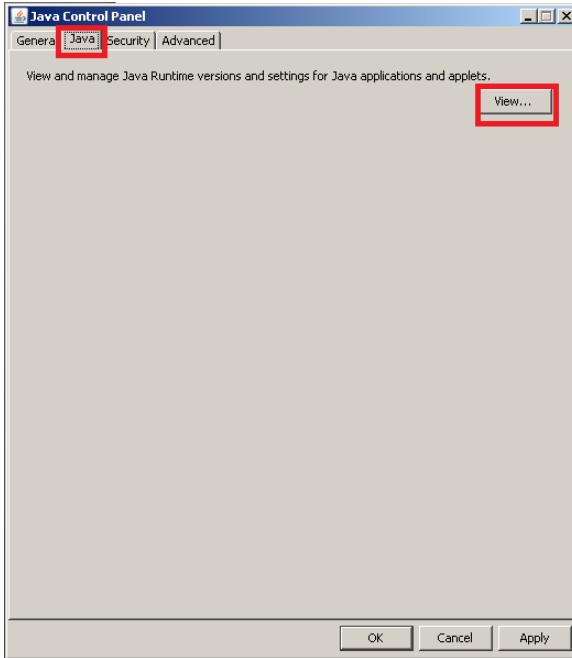 Java Control Panel
Genera Java Security Advanced
View and manage Java Runtime versions and settings for Java applications and applets.
View...
OK Cancel Apply